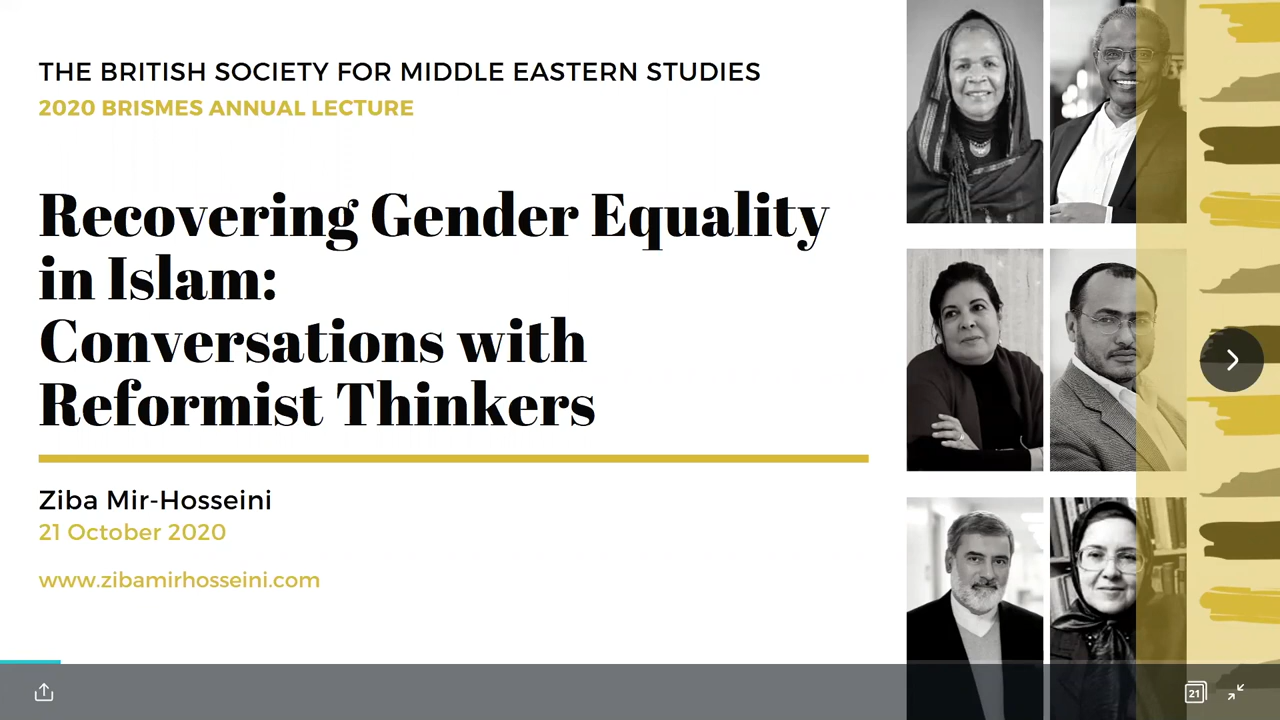 THE BRITISH SOCIETY FOR MIDDLE EASTERN STUDIES
2020 BRISMES ANNUAL LECTURE
Recovering Gender Equality
in Islam:
Conversations with
Reformist Thinkers
Ziba Mir-Hosseini
21 October 2020
www.zibamirhosseini.com
21